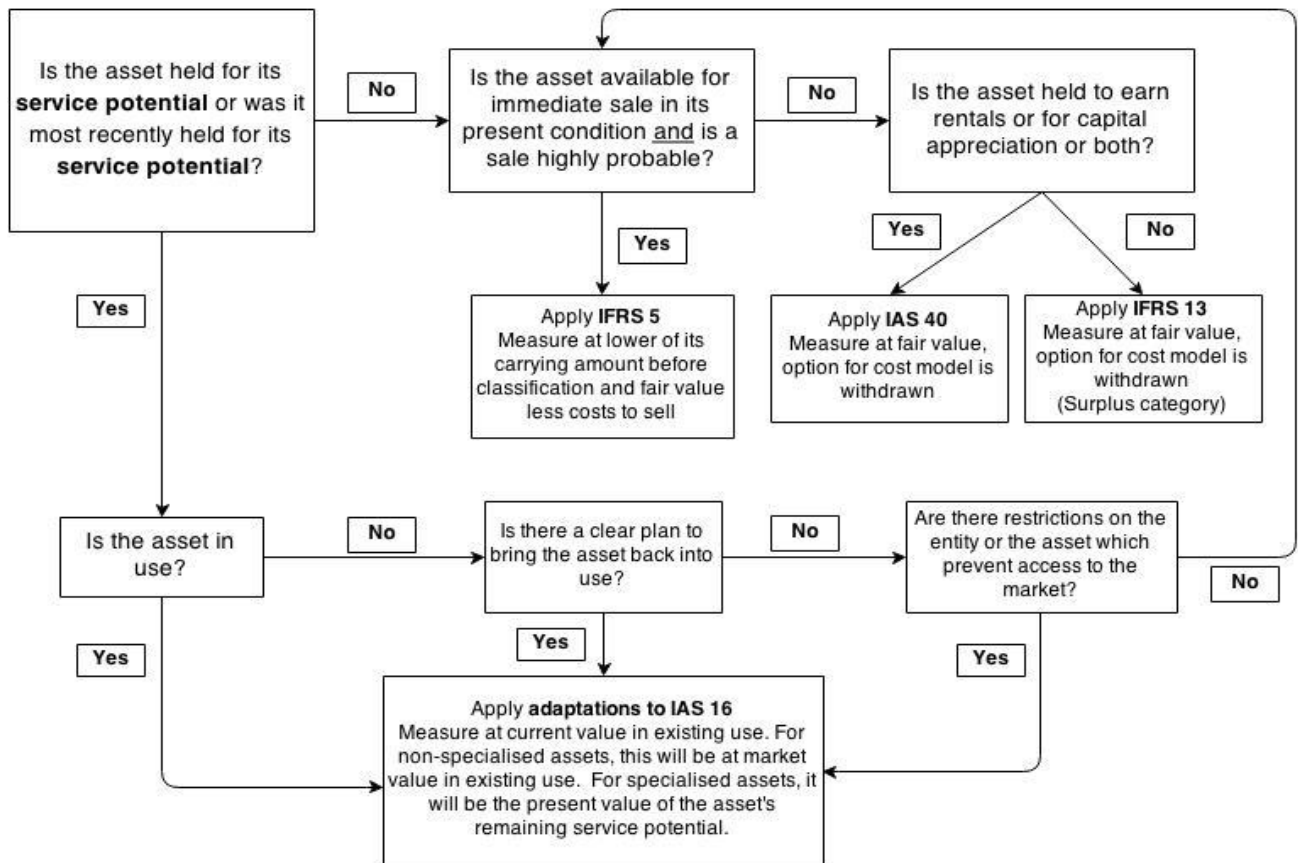 Is the asset held for its
service potential or was it
most recently held for its
service potential?
No
Is the asset available for
immediate sale in its
present condition and is a
sale highly probable?
No
Is the asset held to earn
rentals or for capital
appreciation or both?
Yes
Yes
Yes
No
Apply IFRS 5
Measure at lower of its
carrying amount before
classification and fair value
less costs to sell
Apply IAS 40
Measure at fair value,
option for cost model is
withdrawn
Apply IFRS 13
Measure at fair value,
option for cost model is
withdrawn
(Surplus category)
Is the asset in
use?
No
Is there a clear plan to
bring the asset back into
use?
No
Are there restrictions on the
entity or the asset which
prevent access to the
market?
No
Yes
Yes
Yes
Apply adaptations to IAS 16
Measure at current value in existing use. For
non-specialised assets, this will be at market
value in existing use.  For specialised assets, it
will be the present value of the asset's
remaining service potential.